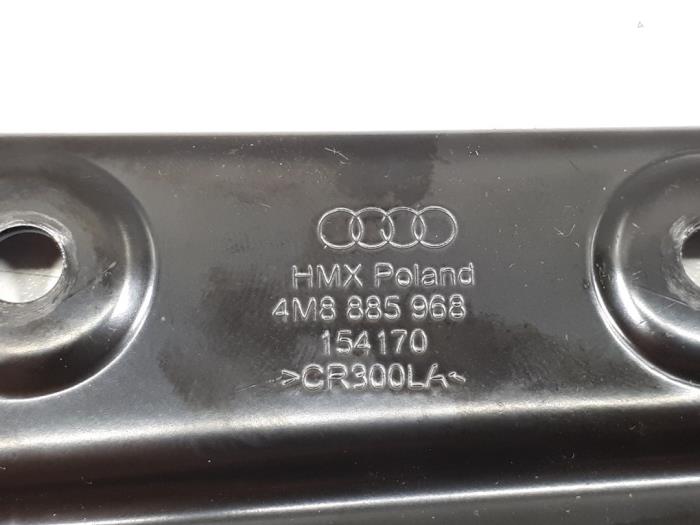 HMX Poland
4M8 885 968
154170
>CR300LA<